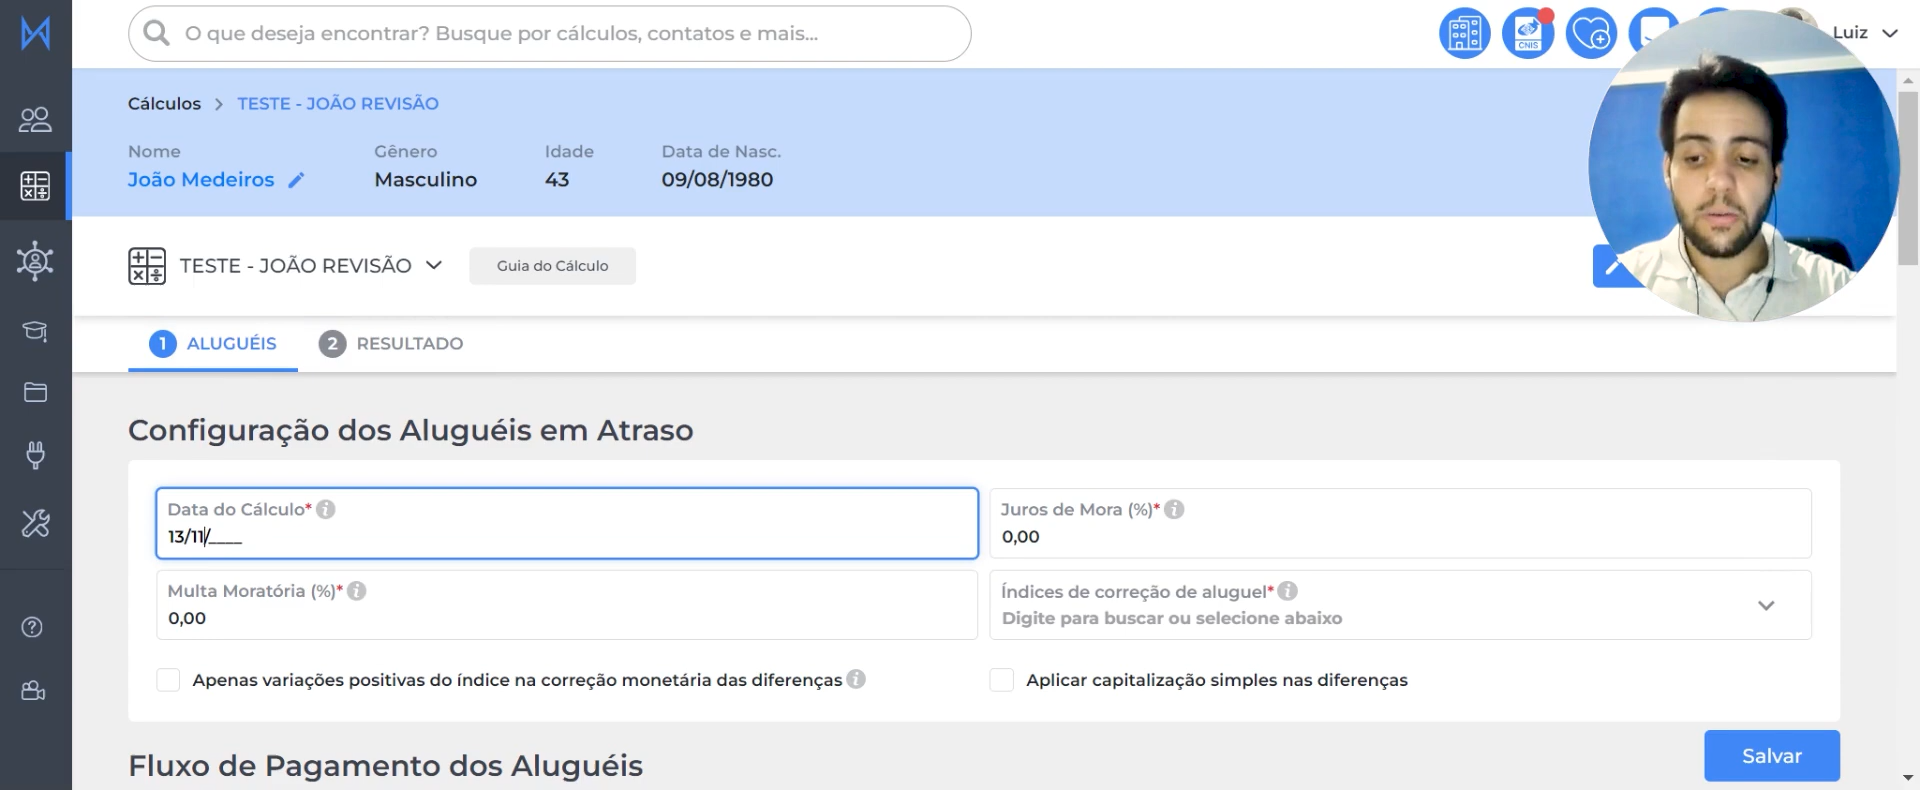 O que deseja encontrar? Busque por cálculos, contatos e mais...
CNIS
Luiz
Cálculos > TESTE - JOÃO REVISÃO
Nome
João Medeiros
Gênero
Masculino
Idade
43
Data de Nasc.
09/08/1980
TESTE - JOÃO REVISÃO
Guia do Cálculo
1 ALUGUÉIS
2 RESULTADO
Configuração dos Aluguéis em Atraso
Data do Cálculo* i
13/11/____
Juros de Mora (%)* i
0,00
Multa Moratória (%)* i
0,00
Índices de correção de aluguel* i
Digite para buscar ou selecione abaixo
Apenas variações positivas do índice na correção monetária das diferenças i
Aplicar capitalização simples nas diferenças
Fluxo de Pagamento dos Aluguéis
Salvar